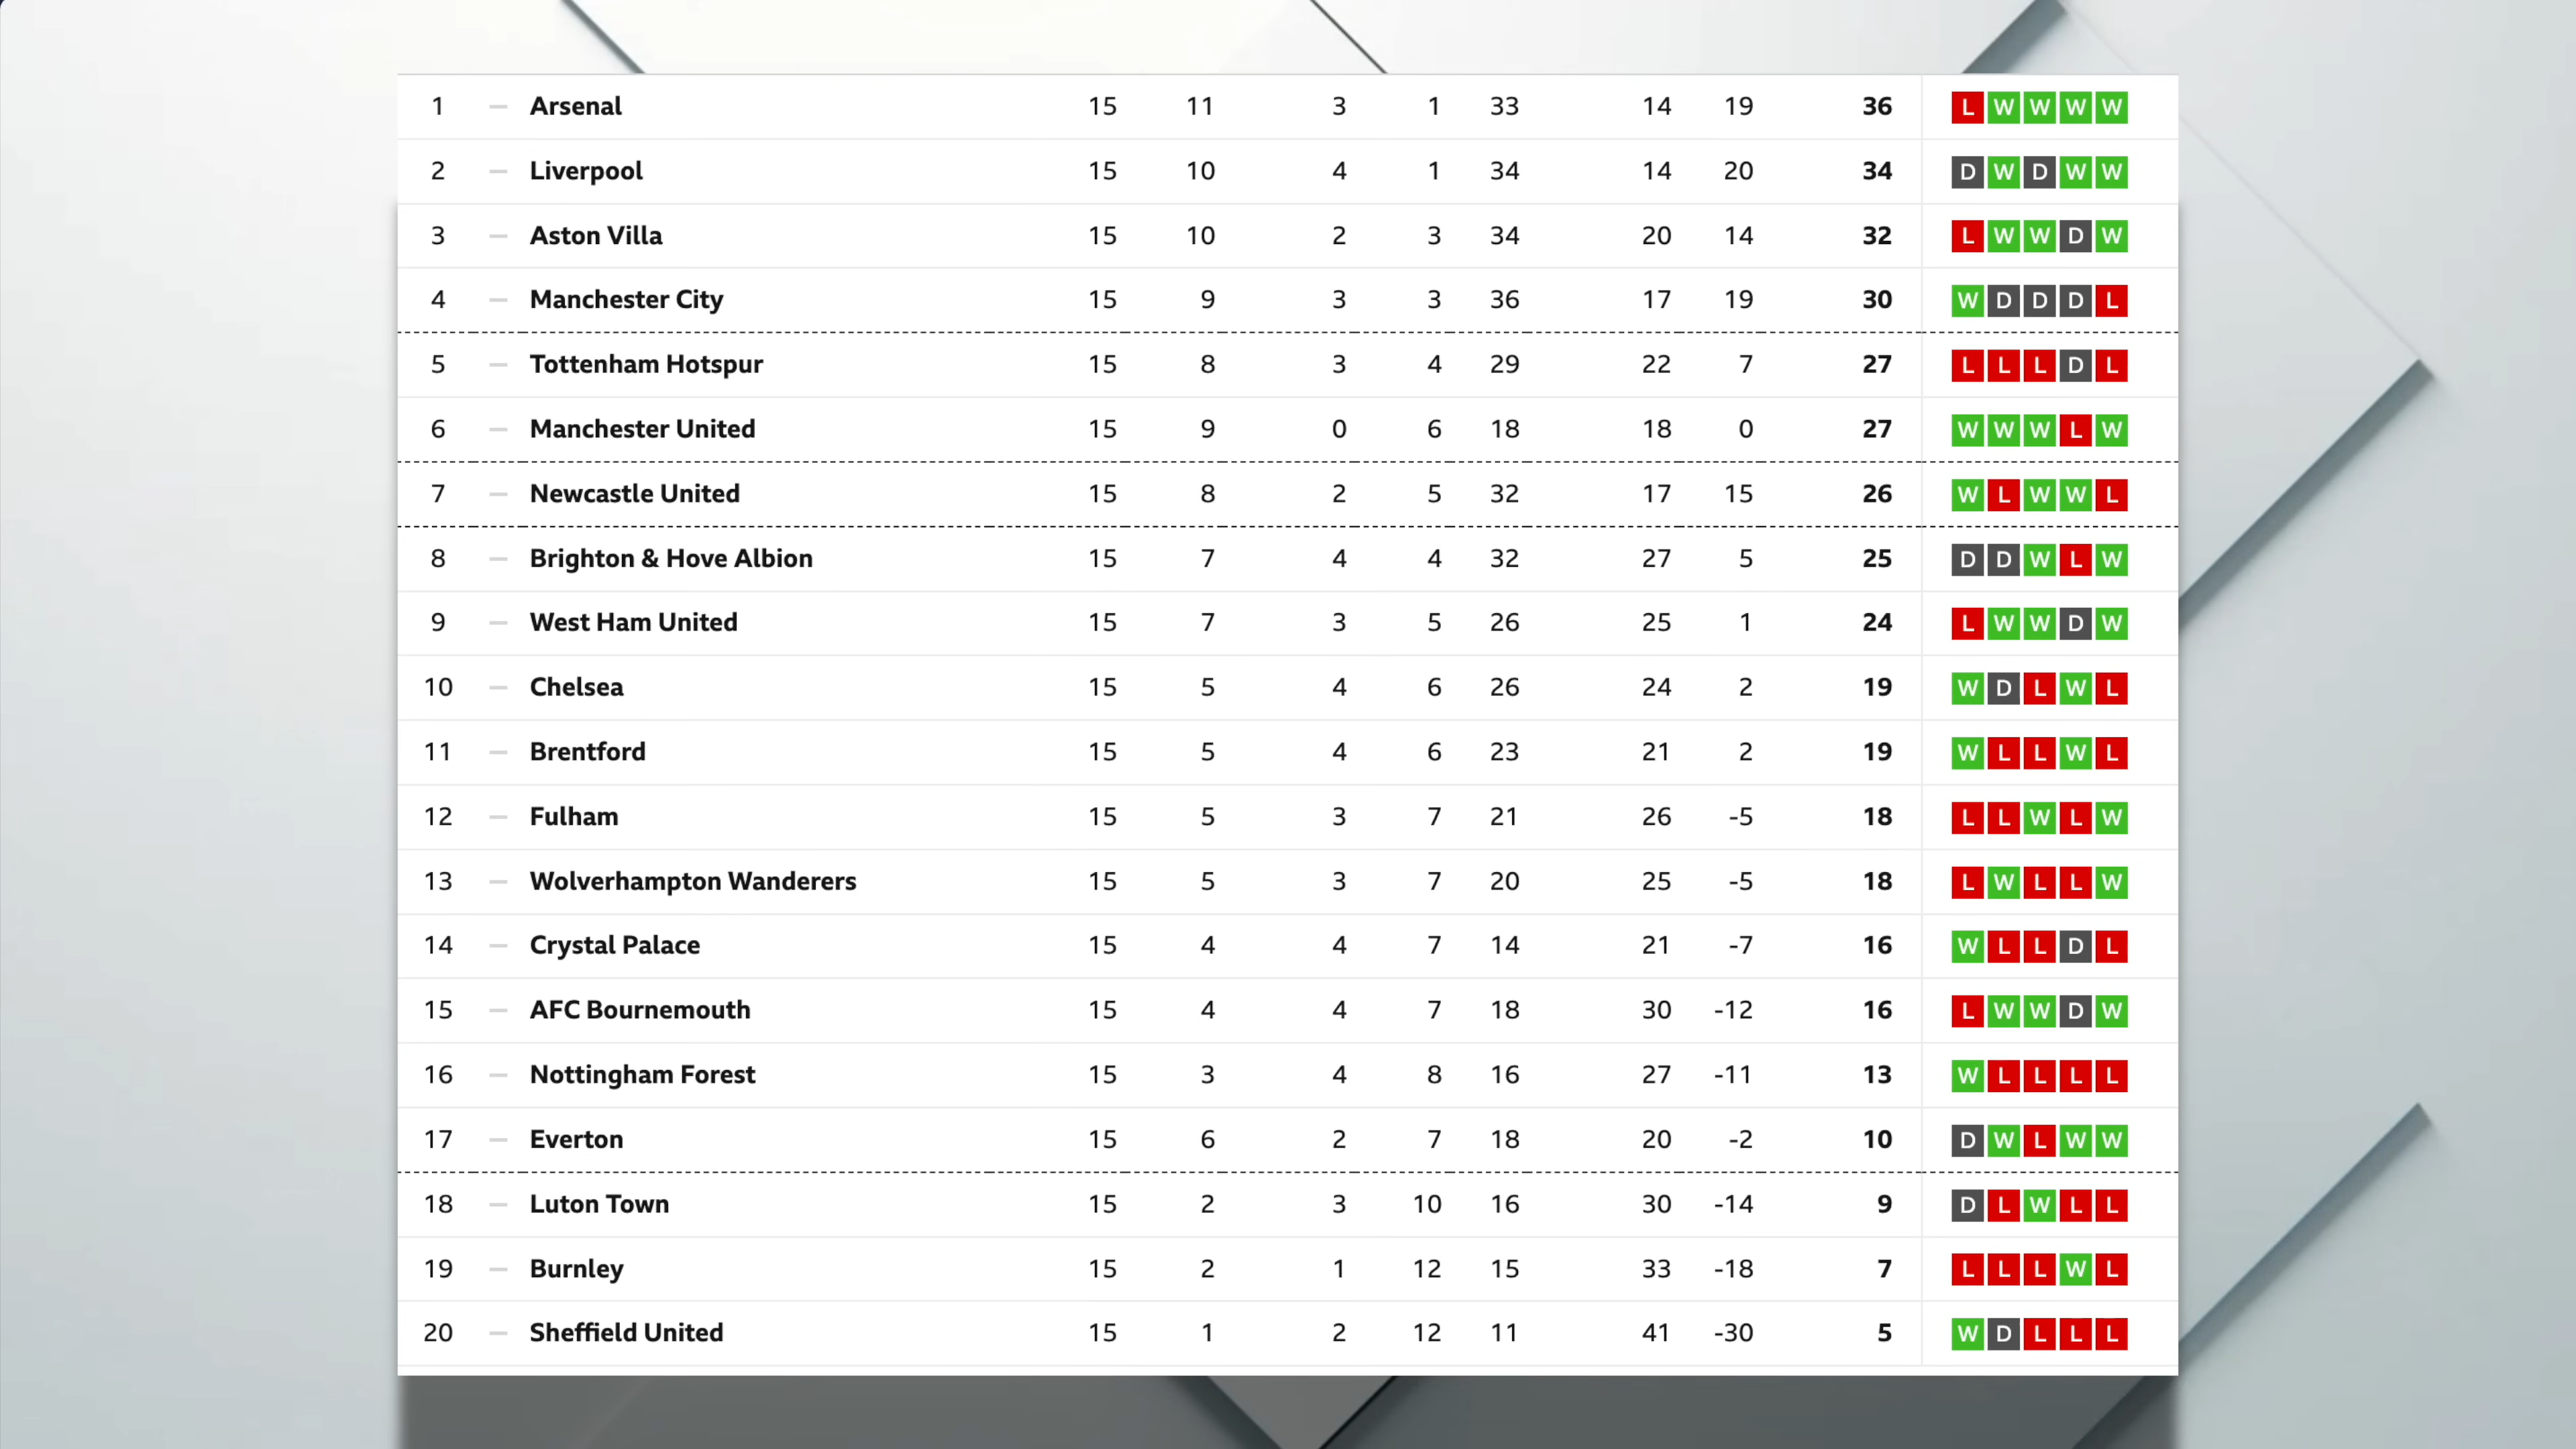 1 — Arsenal 15 11 3 1 33 14 19 36 L W W W W
2 — Liverpool 15 10 4 1 34 14 20 34 D W D W W
3 — Aston Villa 15 10 2 3 34 20 14 32 L W W D W
4 — Manchester City 15 9 3 3 36 17 19 30 W D D D L
5 — Tottenham Hotspur 15 8 3 4 29 22 7 27 L L L D L
6 — Manchester United 15 9 0 6 18 18 0 27 W W W L W
7 — Newcastle United 15 8 2 5 32 17 15 26 W L W W L
8 — Brighton & Hove Albion 15 7 4 4 32 27 5 25 D D W L W
9 — West Ham United 15 7 3 5 26 25 1 24 L W W D W
10 — Chelsea 15 5 4 6 26 24 2 19 W D L W L
11 — Brentford 15 5 4 6 23 21 2 19 W L L W L
12 — Fulham 15 5 3 7 21 26 -5 18 L L W L W
13 — Wolverhampton Wanderers 15 5 3 7 20 25 -5 18 L W L L W
14 — Crystal Palace 15 4 4 7 14 21 -7 16 W L L D L
15 — AFC Bournemouth 15 4 4 7 18 30 -12 16 L W W D W
16 — Nottingham Forest 15 3 4 8 16 27 -11 13 W L L L L
17 — Everton 15 6 2 7 18 20 -2 10 D W L W W
18 — Luton Town 15 2 3 10 16 30 -14 9 D L W L L
19 — Burnley 15 2 1 12 15 33 -18 7 L L L W L
20 — Sheffield United 15 1 2 12 11 41 -30 5 W D L L L